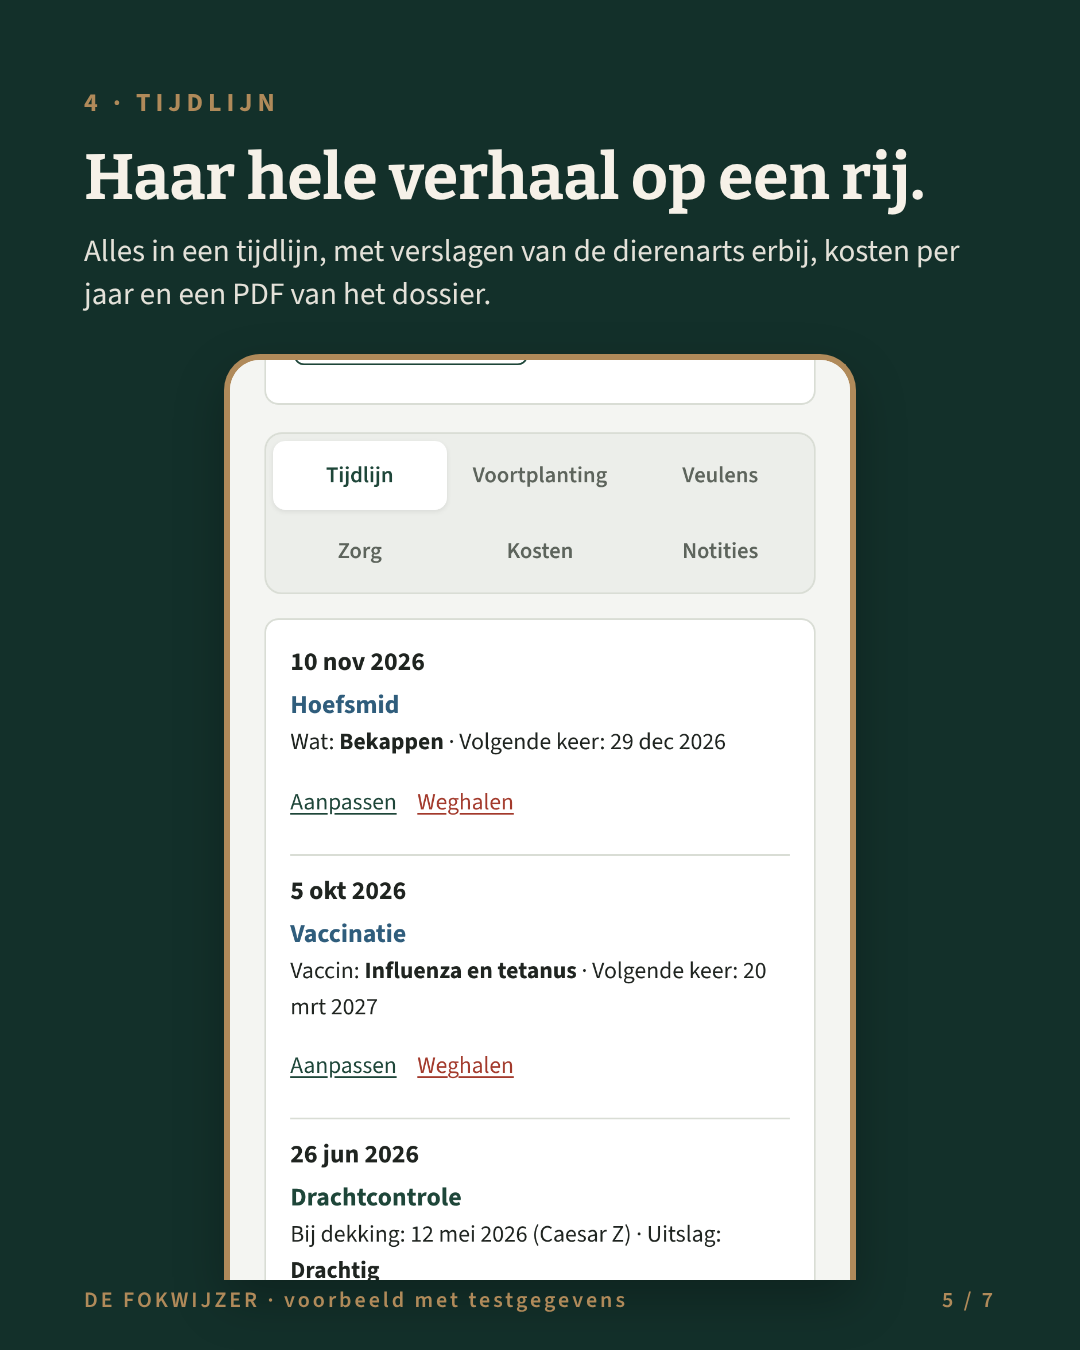 4 · TIJDLIJN
Haar hele verhaal op een rij.
Alles in een tijdlijn, met verslagen van de dierenarts erbij, kosten per
jaar en een PDF van het dossier.
Tijdlijn Voortplanting Veulens
Zorg Kosten Notities
10 nov 2026
Hoefsmid
Wat: Bekappen · Volgende keer: 29 dec 2026
Aanpassen Weghalen
5 okt 2026
Vaccinatie
Vaccin: Influenza en tetanus · Volgende keer: 20
mrt 2027
Aanpassen Weghalen
26 jun 2026
Drachtcontrole
Bij dekking: 12 mei 2026 (Caesar Z) · Uitslag:
Drachtig
DE FOKWIJZER · voorbeeld met testgegevens 5 / 7